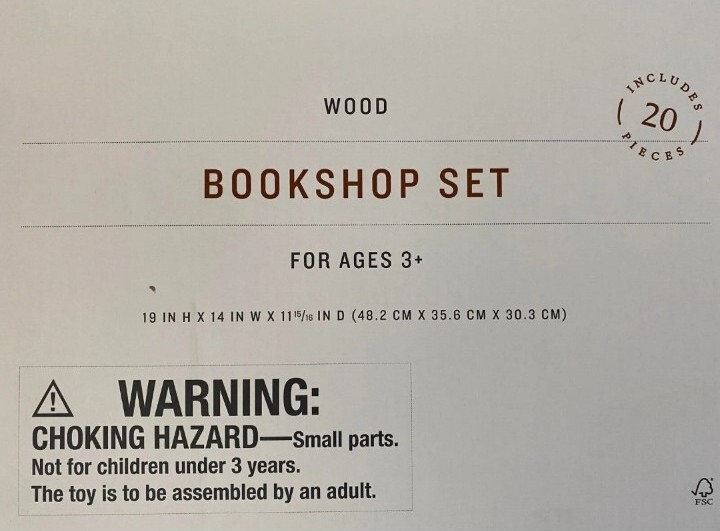 WOOD
INCLUDES
20
PIECES
BOOKSHOP SET
FOR AGES 3+
19 IN H X 14 IN W X 11 15/16 IN D (48.2 CM X 35.6 CM X 30.3 CM)
WARNING:
CHOKING HAZARD—Small parts.
Not for children under 3 years.
The toy is to be assembled by an adult.
FSC